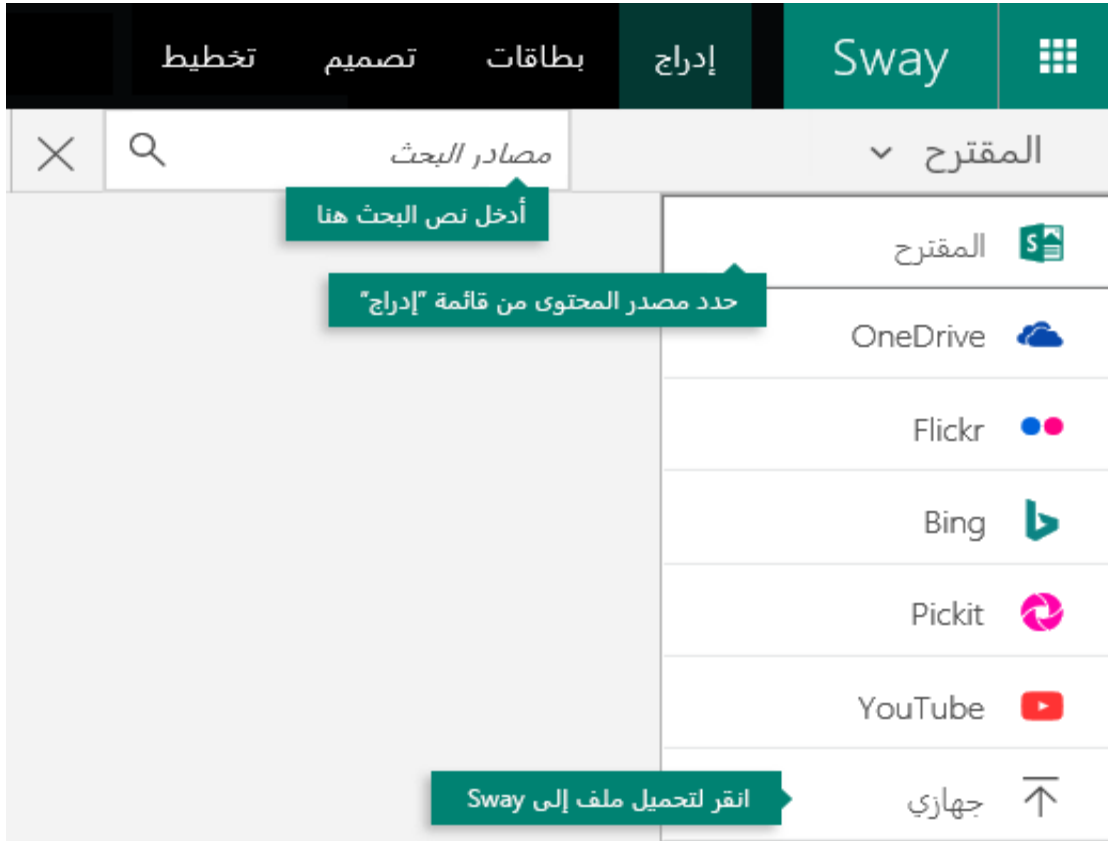 Sway
إدراج
بطاقات
تصميم
تخطيط
المقترح
مصادر البحث
أدخل نص البحث هنا
المقترح
حدد مصدر المحتوى من قائمة "إدراج"
OneDrive
Flickr
Bing
Pickit
YouTube
جهازي
انقر لتحميل ملف إلى Sway